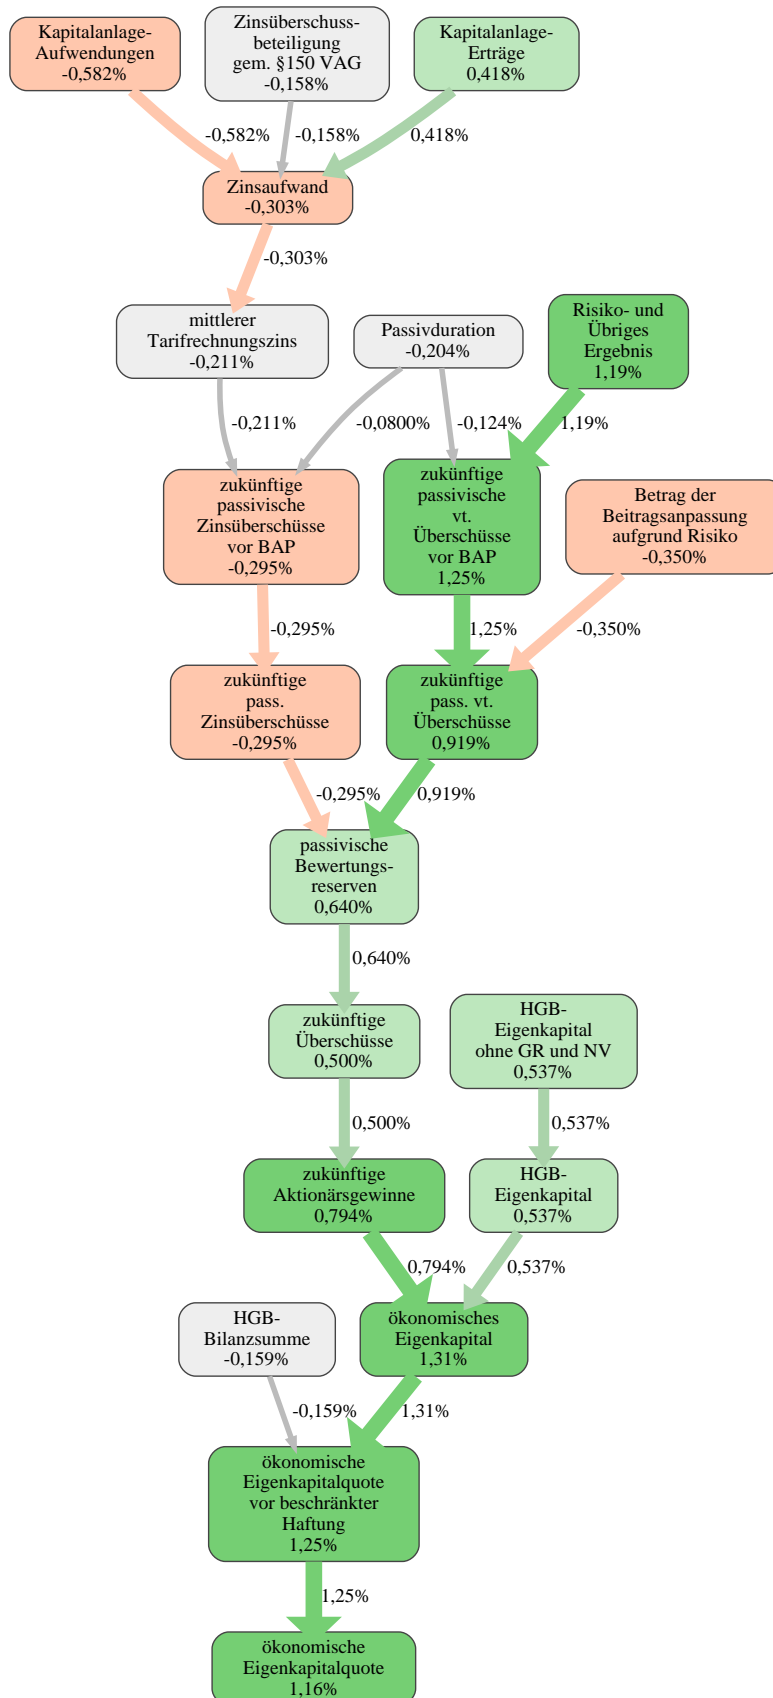 Kapitalanlage-
Aufwendungen
-0,582%
Zinsüberschuss-
beteiligung
gem. §150 VAG
-0,158%
Kapitalanlage-
Erträge
0,418%
-0,582%
-0,158%
0,418%
Zinsaufwand
-0,303%
-0,303%
mittlerer
Tarifrechnungszins
-0,211%
Passivduration
-0,204%
Risiko- und
Übriges
Ergebnis
1,19%
-0,211%
-0,0800%
-0,124%
1,19%
zukünftige
passivische
Zinsüberschüsse
vor BAP
-0,295%
zukünftige
passivische
vt.
Überschüsse
vor BAP
1,25%
Betrag der
Beitragsanpassung
aufgrund Risiko
-0,350%
-0,295%
1,25%
-0,350%
zukünftige
pass.
Zinsüberschüsse
-0,295%
zukünftige
pass. vt.
Überschüsse
0,919%
-0,295%
0,919%
passivische
Bewertungs-
reserven
0,640%
0,640%
zukünftige
Überschüsse
0,500%
HGB-
Eigenkapital
ohne GR und NV
0,537%
0,500%
0,537%
zukünftige
Aktionärsgewinne
0,794%
HGB-
Eigenkapital
0,537%
0,794%
0,537%
HGB-
Bilanzsumme
-0,159%
ökonomisches
Eigenkapital
1,31%
-0,159%
1,31%
ökonomische
Eigenkapitalquote
vor beschränkter
Haftung
1,25%
1,25%
ökonomische
Eigenkapitalquote
1,16%